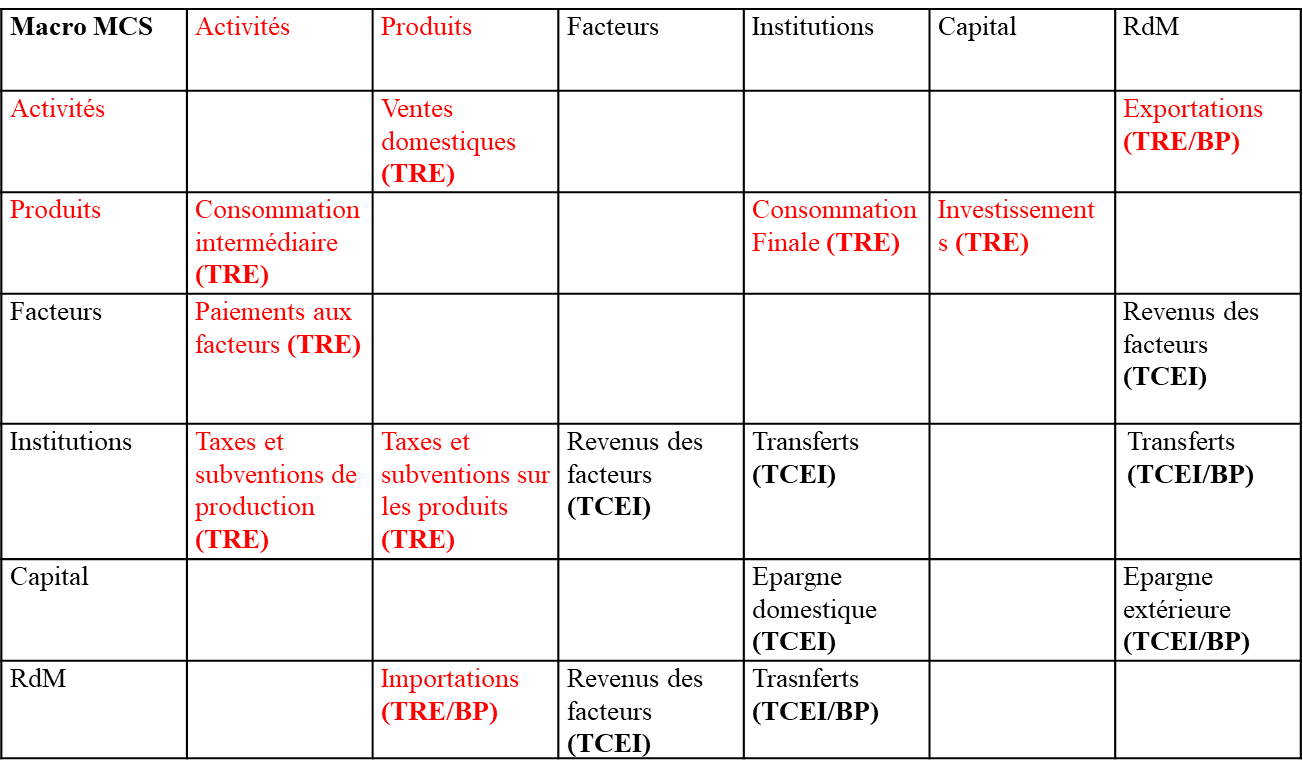 Macro MCS Activités Produits Facteurs Institutions Capital RdM
Activités
Ventes
domestiques
(TRE)
Exportations
(TRE/BP)
Produits
Consommation
intermédiaire
(TRE)
Consommation
Finale (TRE)
Investissement
s (TRE)
Facteurs
Paiements aux
facteurs (TRE)
Revenus des
facteurs
(TCEI)
Institutions
Taxes et
subventions de
production
(TRE)
Taxes et
subventions sur
les produits
(TRE)
Revenus des
facteurs
(TCEI)
Transferts
(TCEI)
Transferts
(TCEI/BP)
Capital
Epargne
domestique
(TCEI)
Epargne
extérieure
(TCEI/BP)
RdM
Importations
(TRE/BP)
Revenus des
facteurs
(TCEI)
Trasnferts
(TCEI/BP)